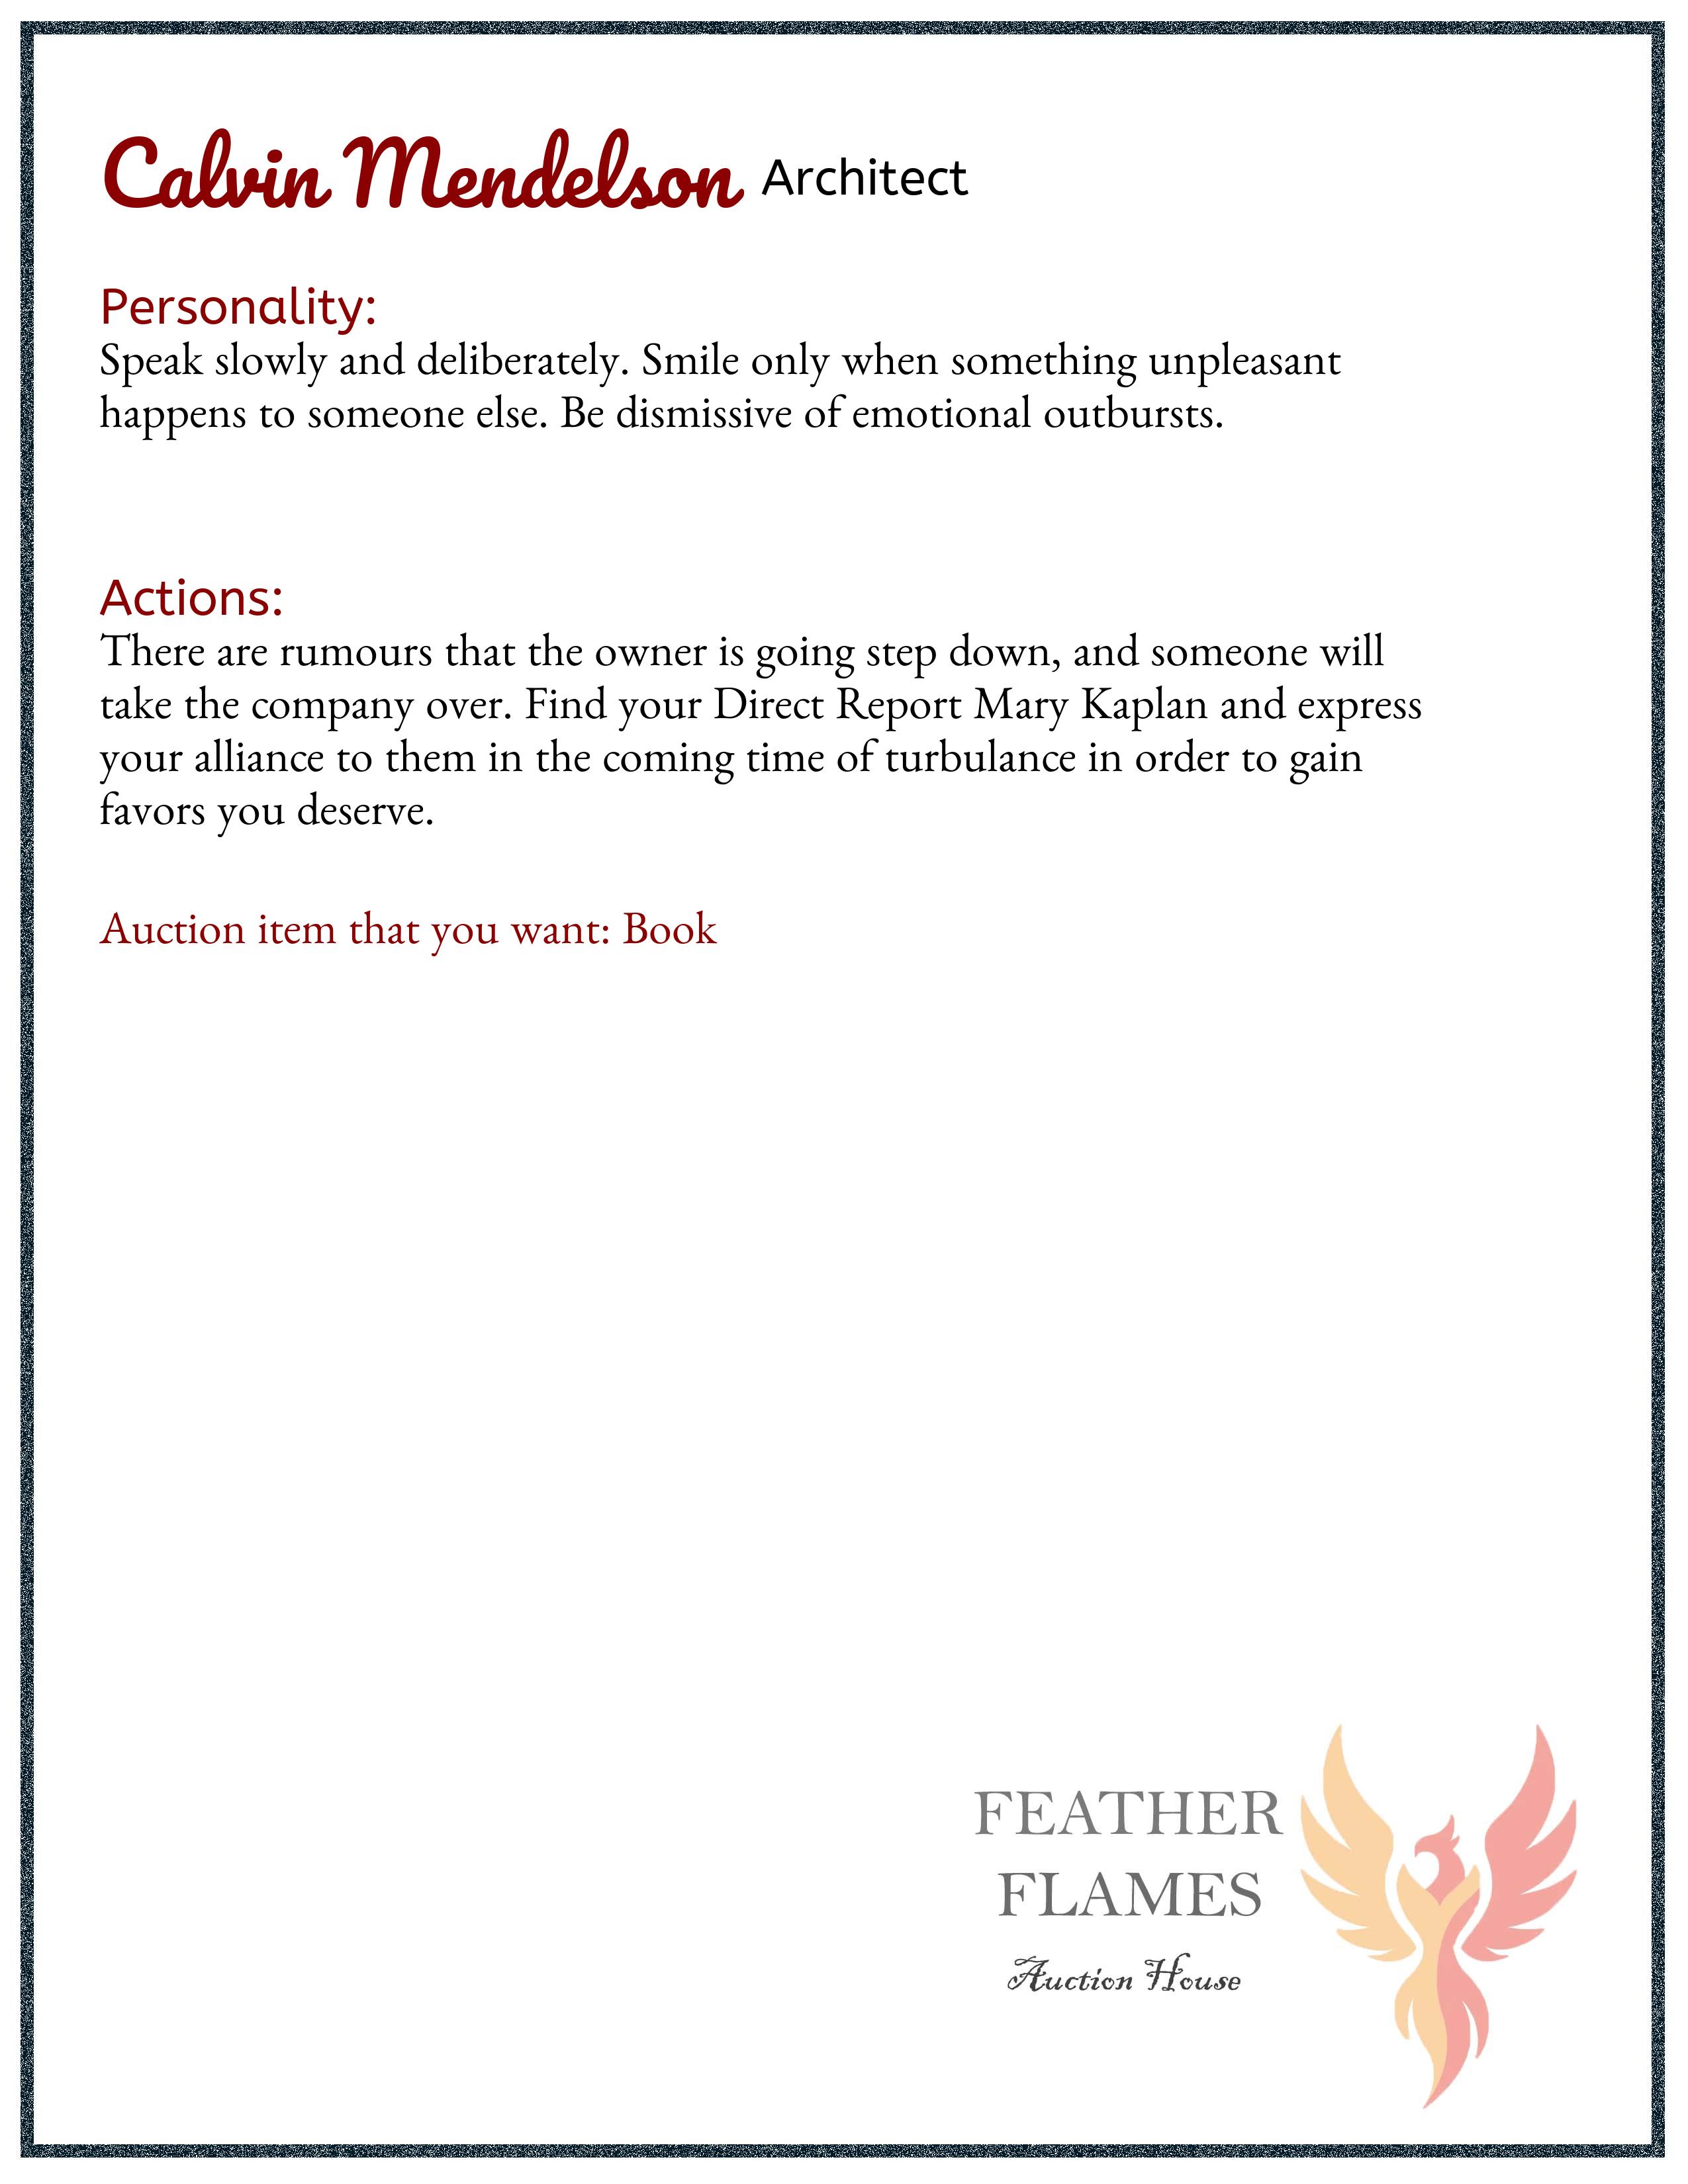 Calvin Mendelson Architect
Personality:
Speak slowly and deliberately. Smile only when something unpleasant
happens to someone else. Be dismissive of emotional outbursts.
Actions:
There are rumours that the owner is going step down, and someone will
take the company over. Find your Direct Report Mary Kaplan and express
your alliance to them in the coming time of turbulance in order to gain
favors you deserve.
Auction item that you want: Book
FEATHER
FLAMES
Auction House